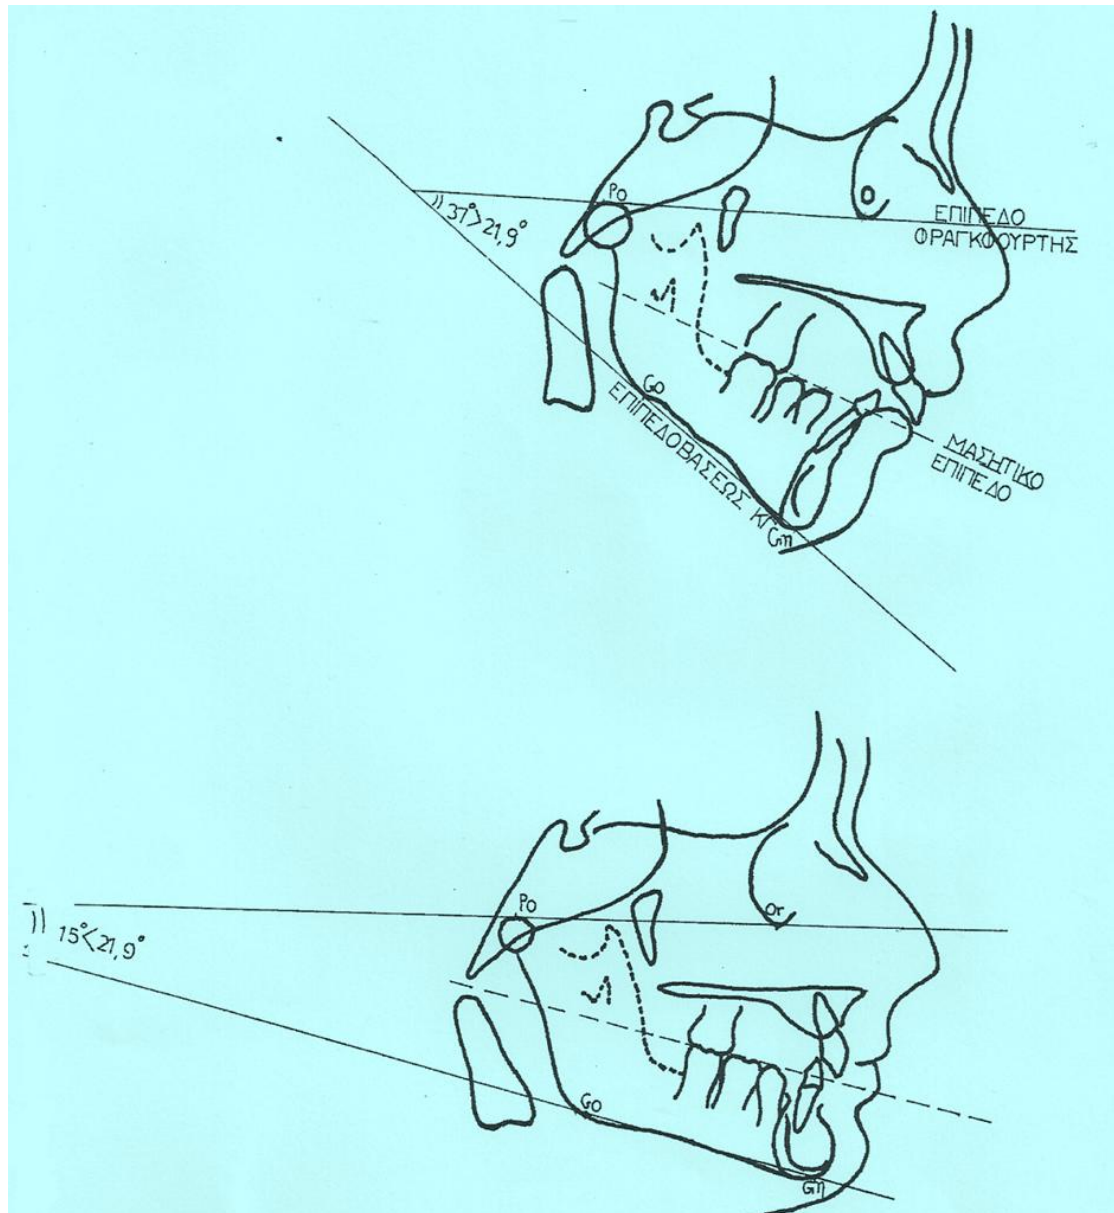 Po
ΕΠΙΠΕΔΟ
ΦΡΑΓΚΦΟΥΡΤΗΣ
37°>21,9°
Go
ΕΠΙΠΕΔΟ ΒΑΣΕΩΣ ΚΓ
ΜΑΣΗΤΙΚΟ
ΕΠΙΠΕΔΟ
Gn
Po
Or
15°<21,9°
Go
Gn